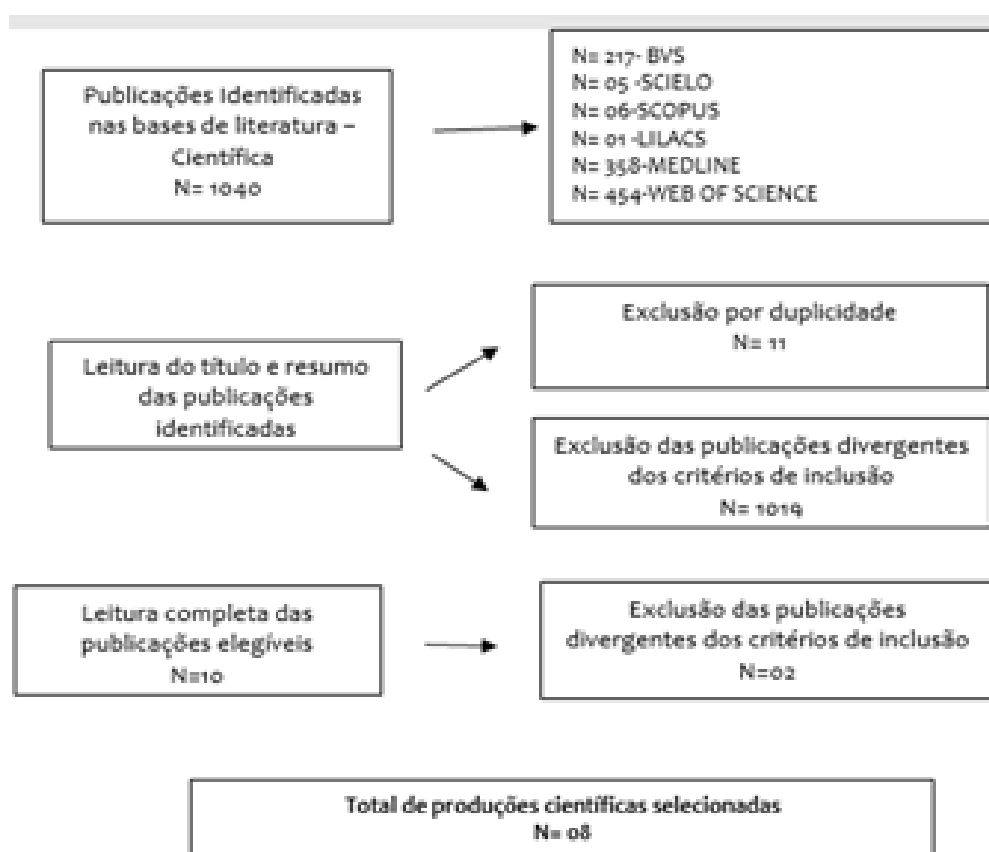 Publicações Identificadas
nas bases de literatura –
Científica
N= 1040
N= 217- BVS
N= 05 -SCIELO
N= 06-SCOPUS
N= 01 -LILACS
N= 358-MEDLINE
N= 454-WEB OF SCIENCE
Leitura do título e resumo
das publicações
identificadas
Exclusão por duplicidade
N= 11
Exclusão das publicações divergentes
dos critérios de inclusão
N= 1019
Leitura completa das
publicações elegíveis
N=10
Exclusão das publicações
divergentes dos critérios de inclusão
N=02
Total de produções científicas selecionadas
N= 08